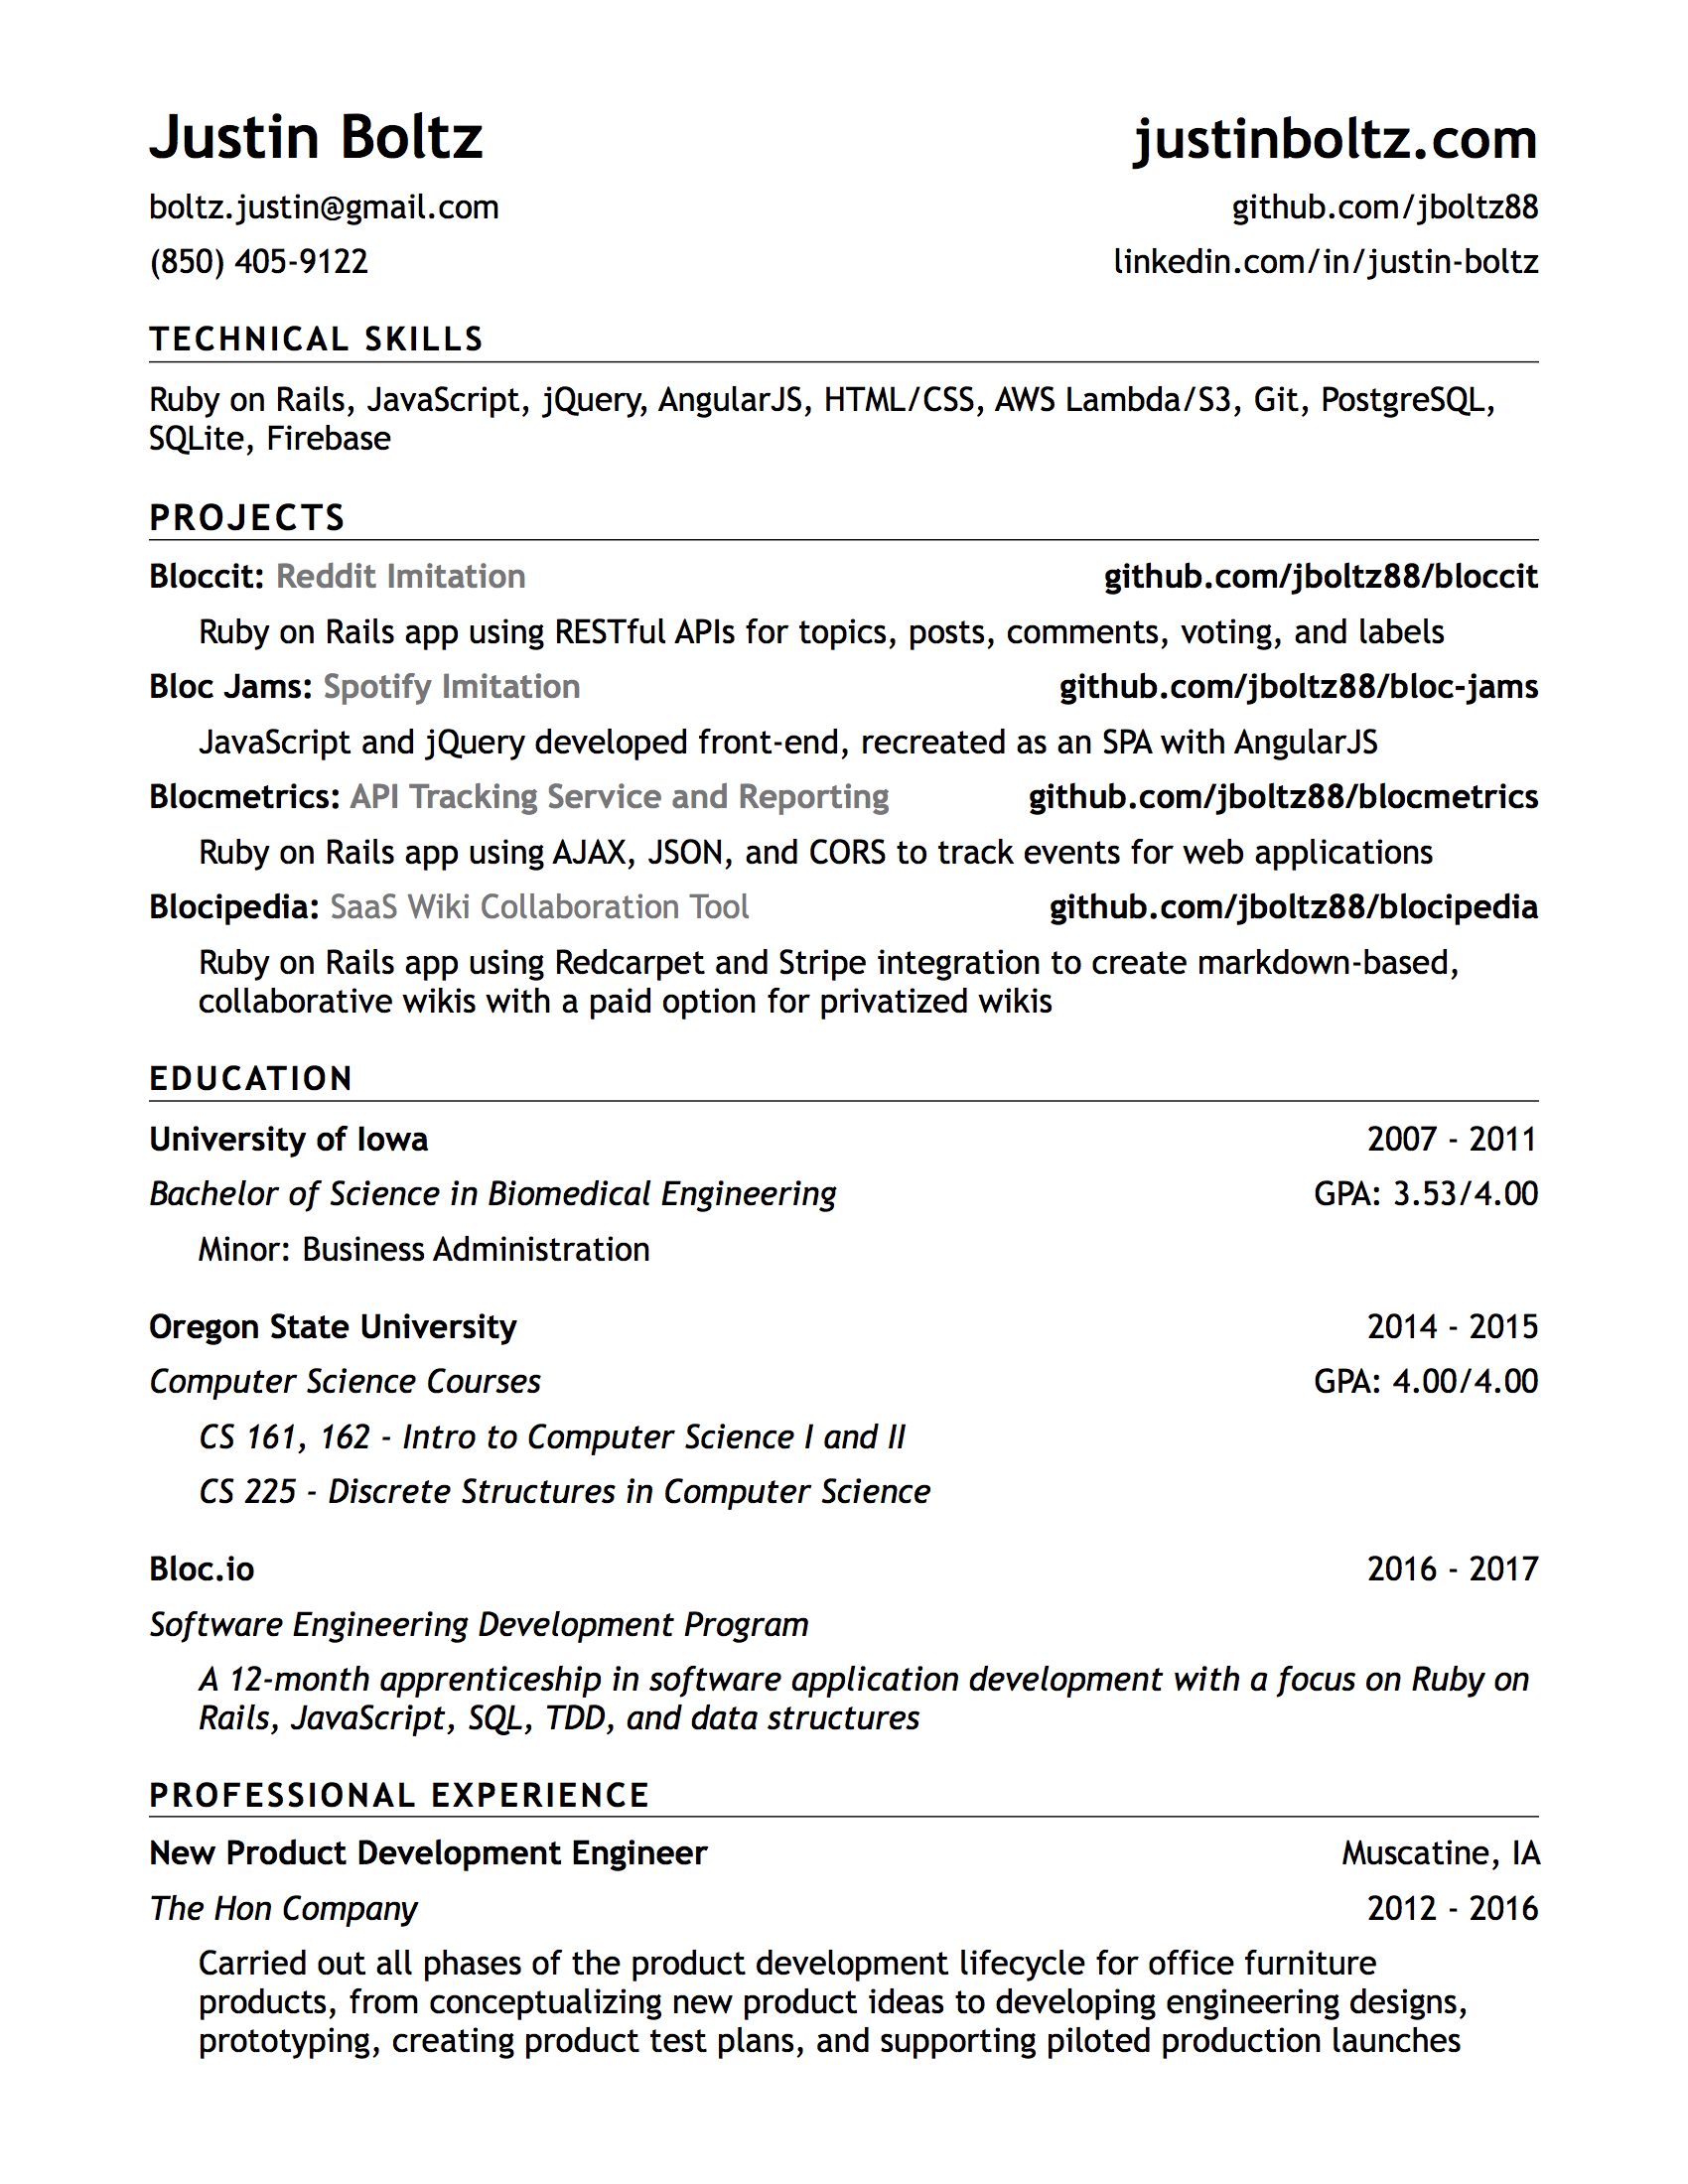 Justin Boltz justinboltz.com
boltz.justin@gmail.com github.com/jboltz88
(850) 405-9122 linkedin.com/in/justin-boltz
TECHNICAL SKILLS
Ruby on Rails, JavaScript, jQuery, AngularJS, HTML/CSS, AWS Lambda/S3, Git, PostgreSQL,
SQLite, Firebase
PROJECTS
Bloccit: Reddit Imitation github.com/jboltz88/bloccit
Ruby on Rails app using RESTful APIs for topics, posts, comments, voting, and labels
Bloc Jams: Spotify Imitation github.com/jboltz88/bloc-jams
JavaScript and jQuery developed front-end, recreated as an SPA with AngularJS
Blocmetrics: API Tracking Service and Reporting github.com/jboltz88/blocmetrics
Ruby on Rails app using AJAX, JSON, and CORS to track events for web applications
Blocipedia: SaaS Wiki Collaboration Tool github.com/jboltz88/blocipedia
Ruby on Rails app using Redcarpet and Stripe integration to create markdown-based,
collaborative wikis with a paid option for privatized wikis
EDUCATION
University of Iowa 2007 - 2011
Bachelor of Science in Biomedical Engineering GPA: 3.53/4.00
Minor: Business Administration
Oregon State University 2014 - 2015
Computer Science Courses GPA: 4.00/4.00
CS 161, 162 - Intro to Computer Science I and II
CS 225 - Discrete Structures in Computer Science
Bloc.io 2016 - 2017
Software Engineering Development Program
A 12-month apprenticeship in software application development with a focus on Ruby on
Rails, JavaScript, SQL, TDD, and data structures
PROFESSIONAL EXPERIENCE
New Product Development Engineer Muscatine, IA
The Hon Company 2012 - 2016
Carried out all phases of the product development lifecycle for office furniture
products, from conceptualizing new product ideas to developing engineering designs,
prototyping, creating product test plans, and supporting piloted production launches